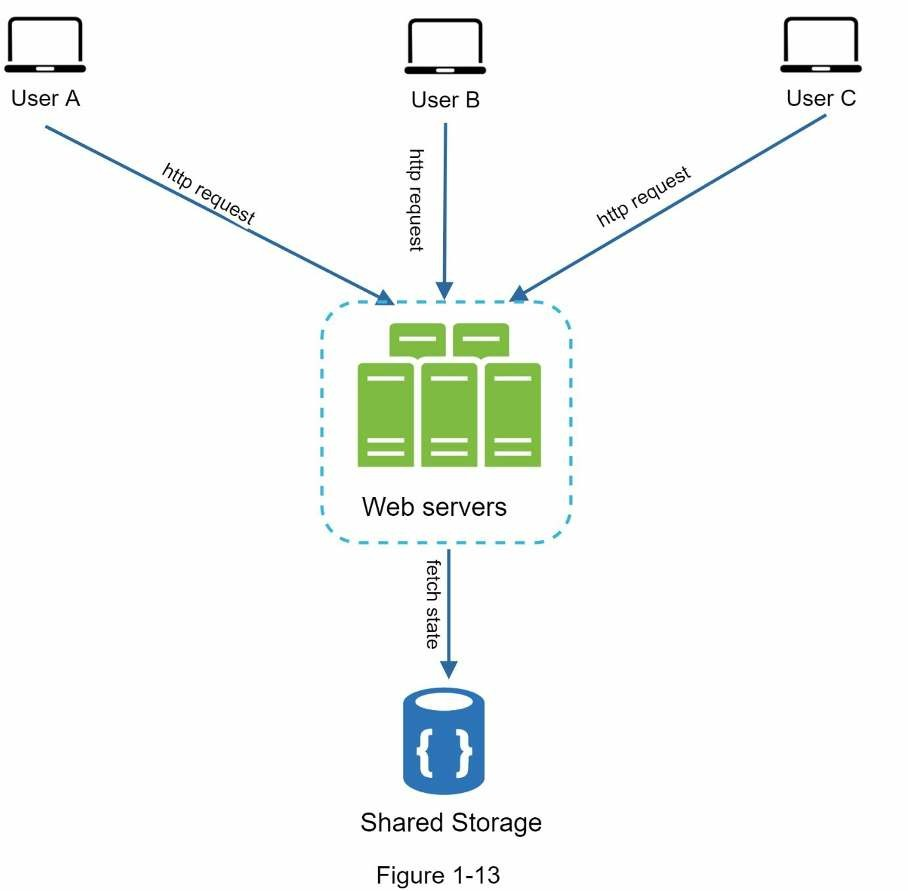 User A
User B
User C
http request
http request
http request
Web servers
fetch state
{ }
Shared Storage
Figure 1-13